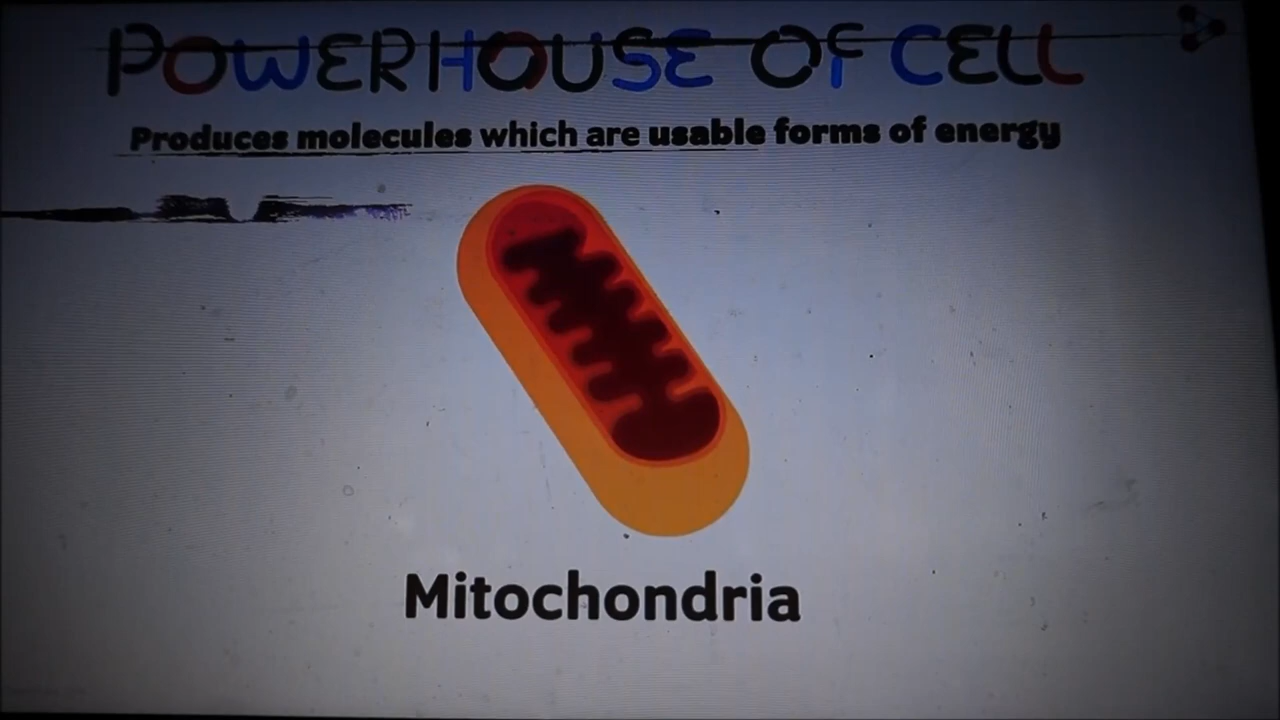 POWERHOUSE OF CELL
Produces molecules which are usable forms of energy
Mitochondria